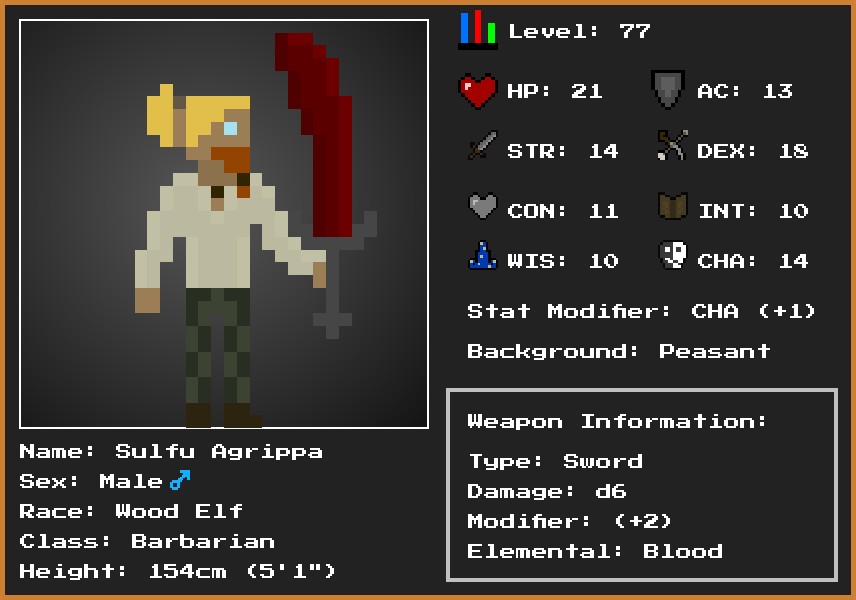 Level: 77
HP: 21 AC: 13
STR: 14 DEX: 18
CON: 11 INT: 10
WIS: 10 CHA: 14
Stat Modifier: CHA (+1)
Background: Peasant
Weapon Information:
Type: Sword
Damage: d6
Modifier: (+2)
Elemental: Blood
Name: Sulfu Agrippa
Sex: Male♂
Race: Wood Elf
Class: Barbarian
Height: 154cm (5'1")